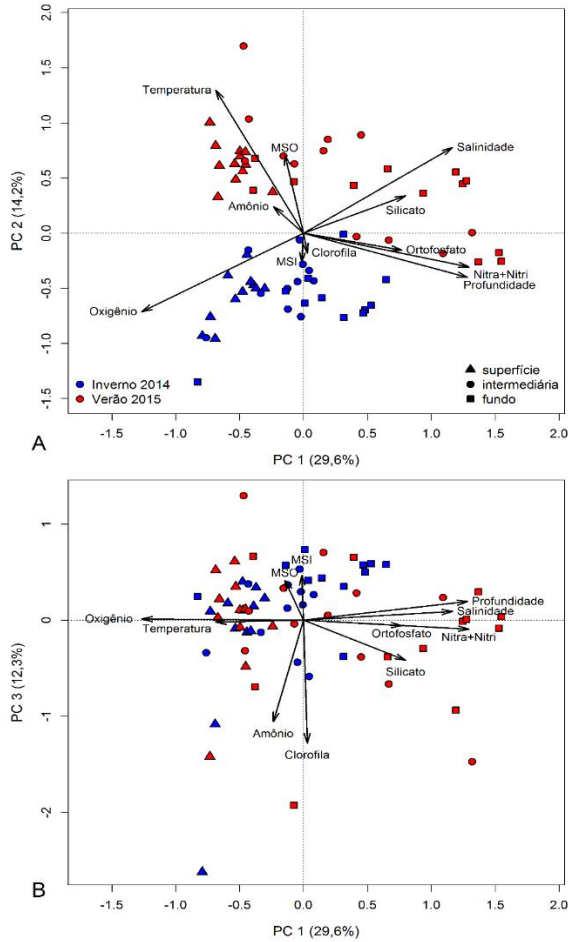 2.0
1.5
1.0
0.5
0.0
-0.5
-1.0
-1.5
PC 2 (14,2%)
Temperatura
MSO
Salinidade
Amônio
Silicato
Clorofila
Ortofosfato
MSI
Nitra+Nitri
Profundidade
Oxigênio
Inverno 2014
Verão 2015
superfície
intermediária
fundo
A
-1.5 -1.0 -0.5 0.0 0.5 1.0 1.5 2.0
PC 1 (29,6%)
1
0
-1
-2
PC 3 (12,3%)
MSI
MSO
Profundidade
Oxigênio
Salinidade
Temperatura
Ortofosfato
Nitra+Nitri
Silicato
Amônio
Clorofila
B
-1.5 -1.0 -0.5 0.0 0.5 1.0 1.5 2.0
PC 1 (29,6%)